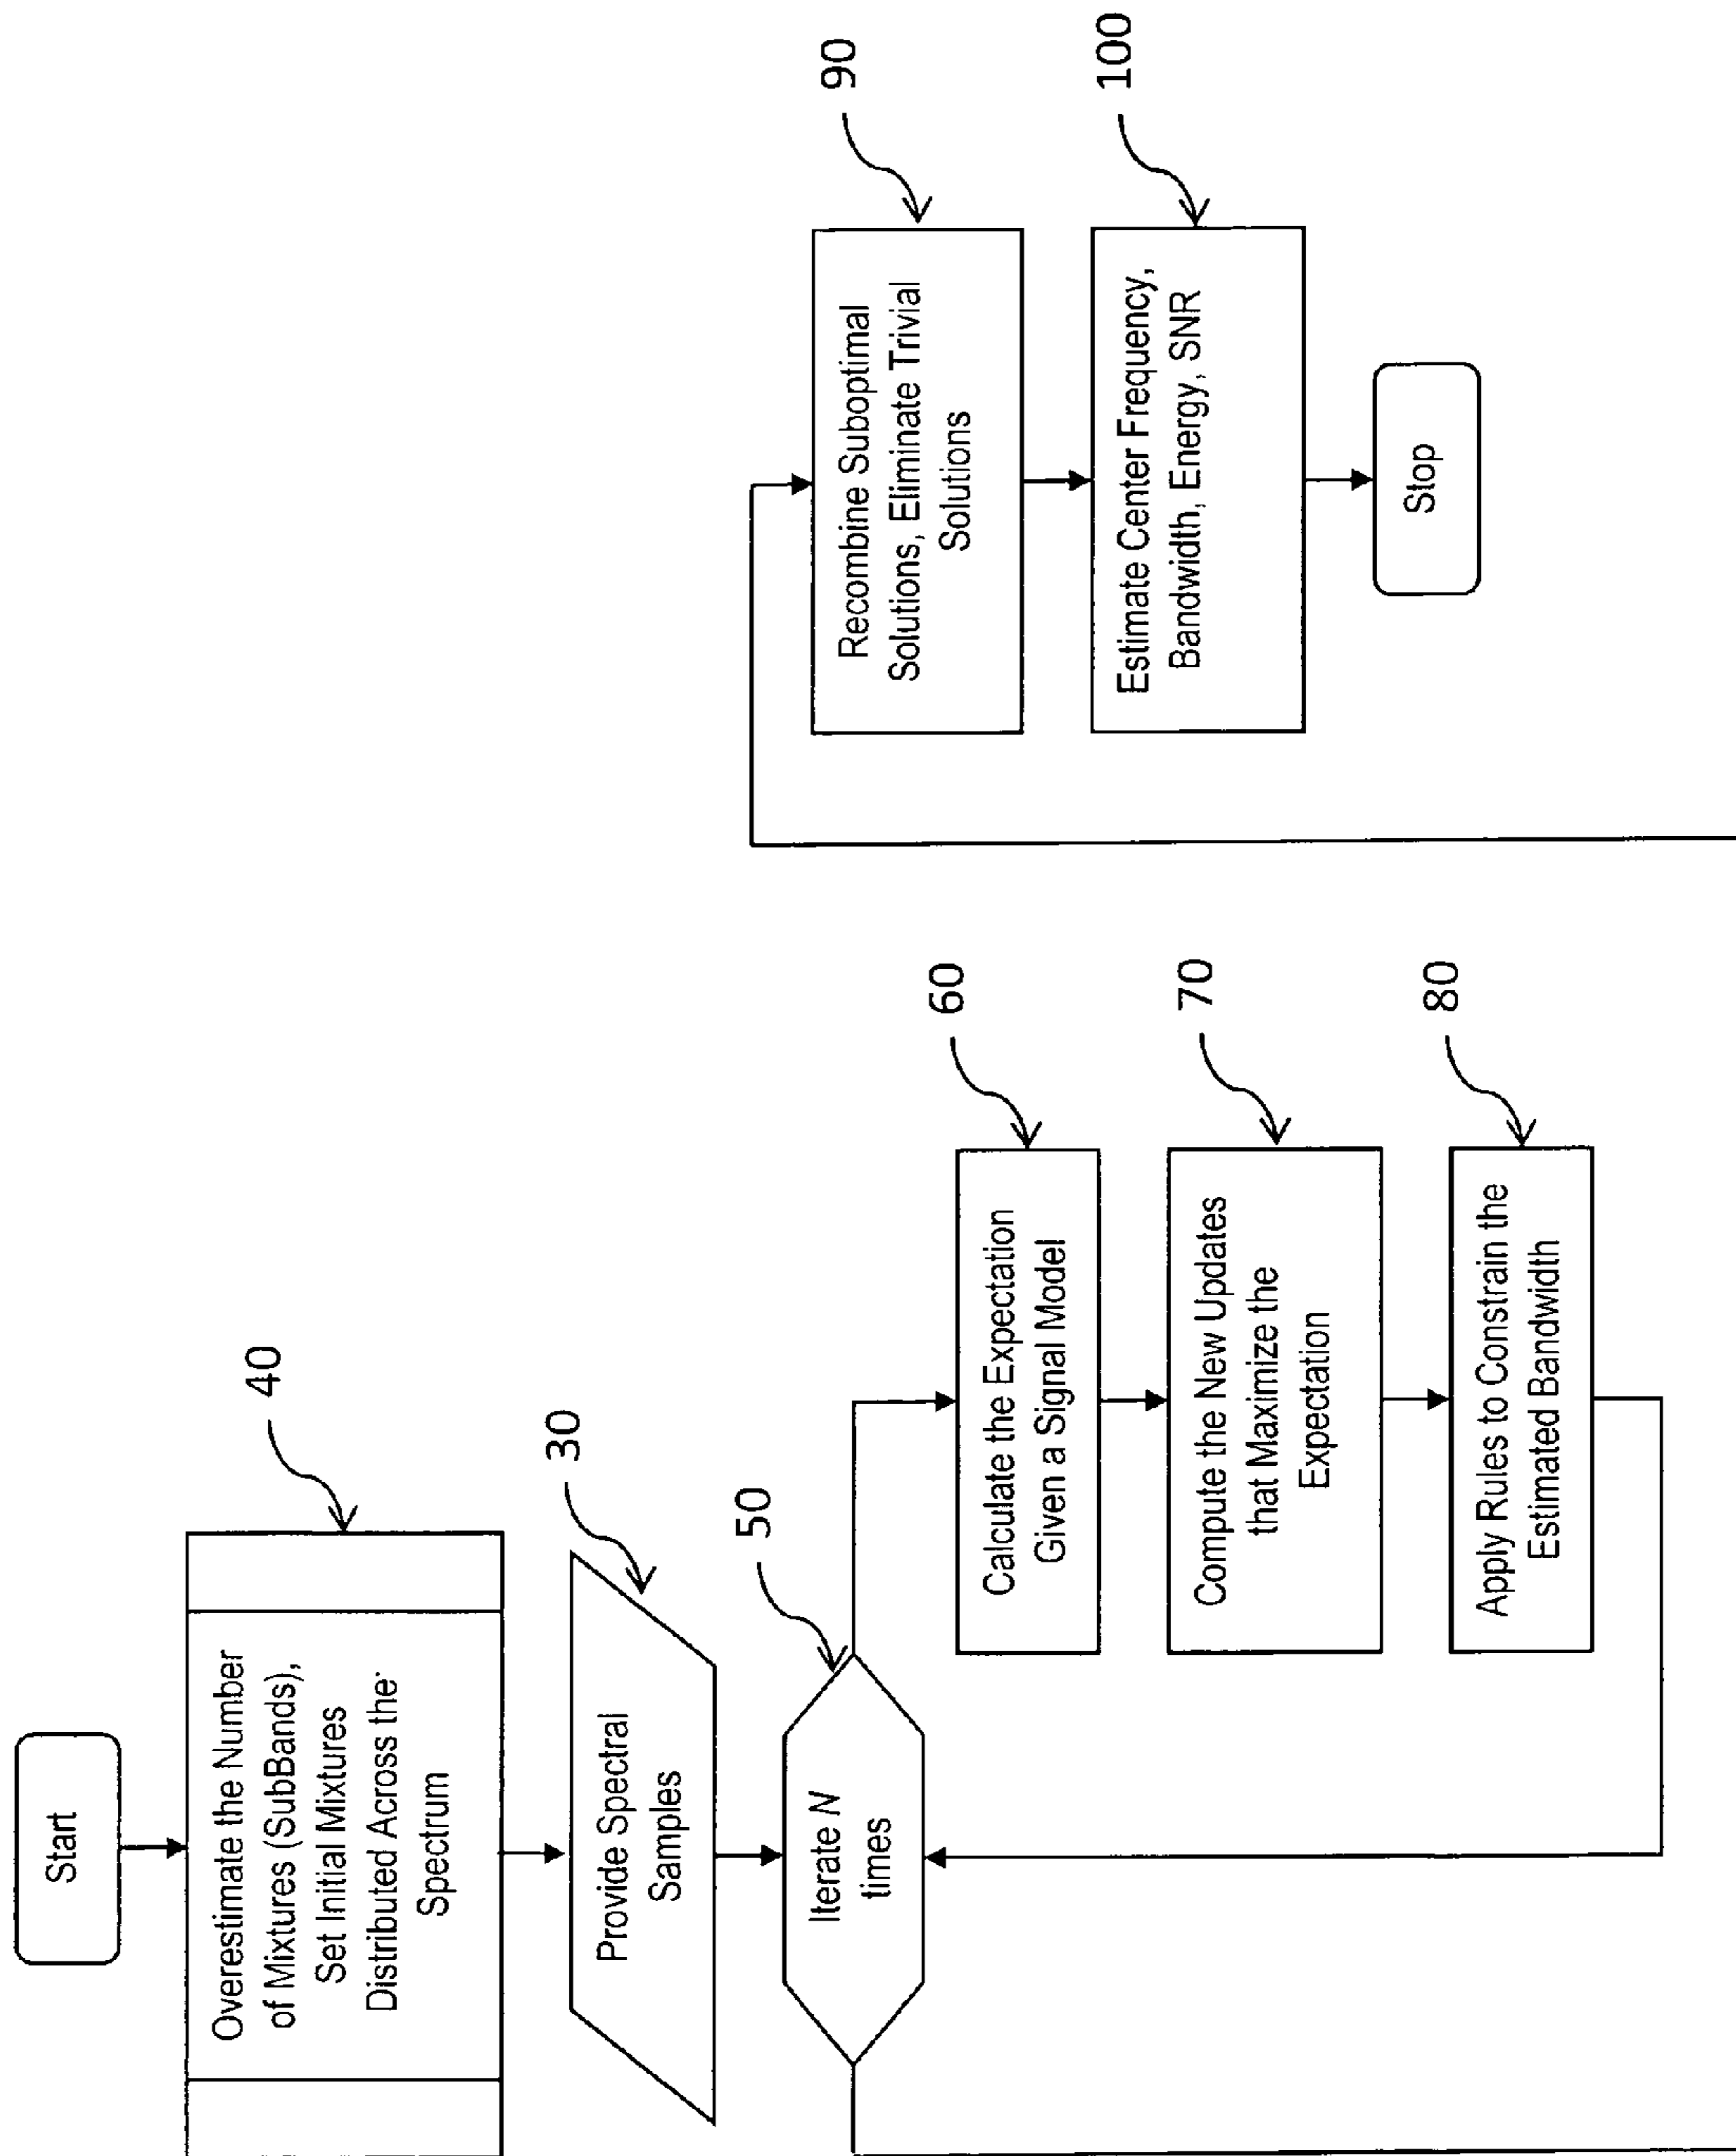 Start
40
Overestimate the Number
of Mixtures (SubBands),
Set Initial Mixtures
Distributed Across the
Spectrum
30
Provide Spectral
Samples
50
Iterate N
times
60
Calculate the Expectation
Given a Signal Model
70
Compute the New Updates
that Maximize the
Expectation
80
Apply Rules to Constrain the
Estimated Bandwidth
90
Recombine Suboptimal
Solutions, Eliminate Trivial
Solutions
100
Estimate Center Frequency,
Bandwidth, Energy, SNR
Stop